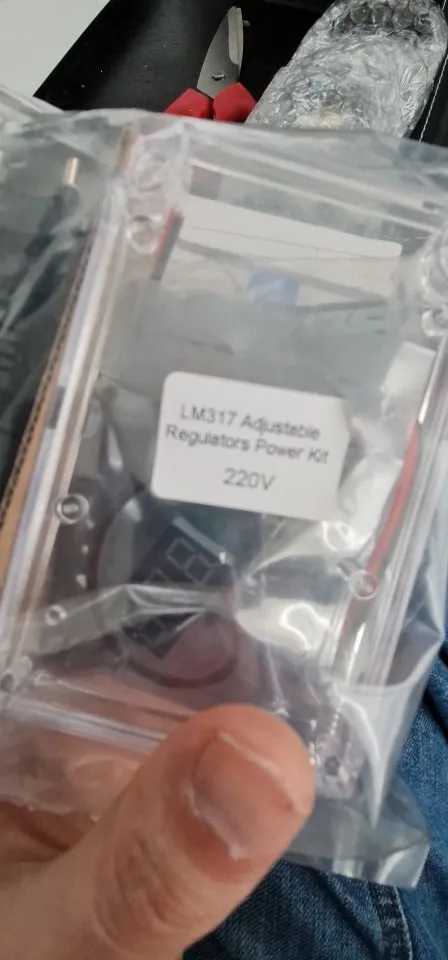 LM317 Adjustable
Regulators Power Kit
220V